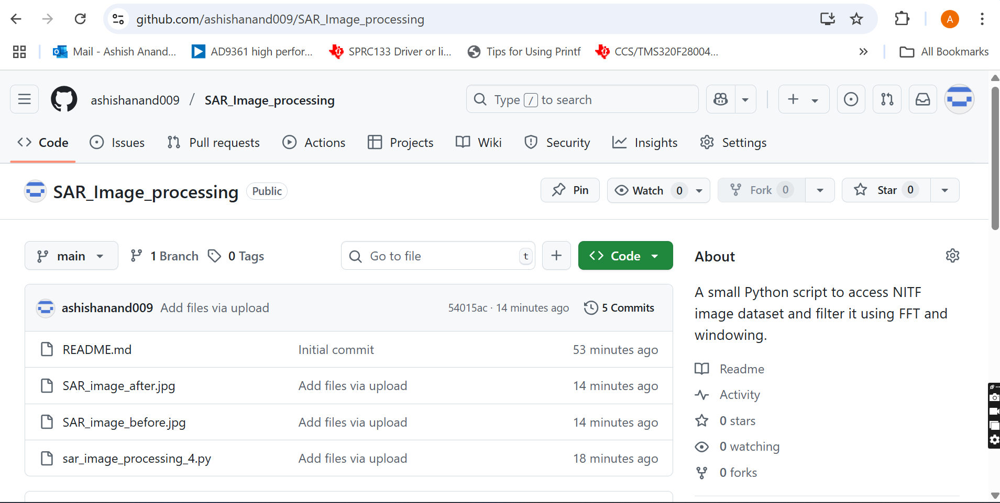 github.com/ashishanand009/SAR_Image_processing
A
Mail - Ashish Anand... AD9361 high perfor... SPRC133 Driver or li... Tips for Using Printf CCS/TMS320F28004... All Bookmarks
ashishanand009 / SAR_Image_processing Type / to search
Code Issues Pull requests Actions Projects Wiki Security Insights Settings
SAR_Image_processing Public Pin Watch 0 Fork 0 Star 0
main 1 Branch 0 Tags Go to file t Code
About
ashishanand009 Add files via upload 54015ac · 14 minutes ago 5 Commits
README.md Initial commit 53 minutes ago
SAR_image_after.jpg Add files via upload 14 minutes ago
SAR_image_before.jpg Add files via upload 14 minutes ago
sar_image_processing_4.py Add files via upload 18 minutes ago
A small Python script to access NITF
image dataset and filter it using FFT and
windowing.
Readme
Activity
0 stars
0 watching
0 forks